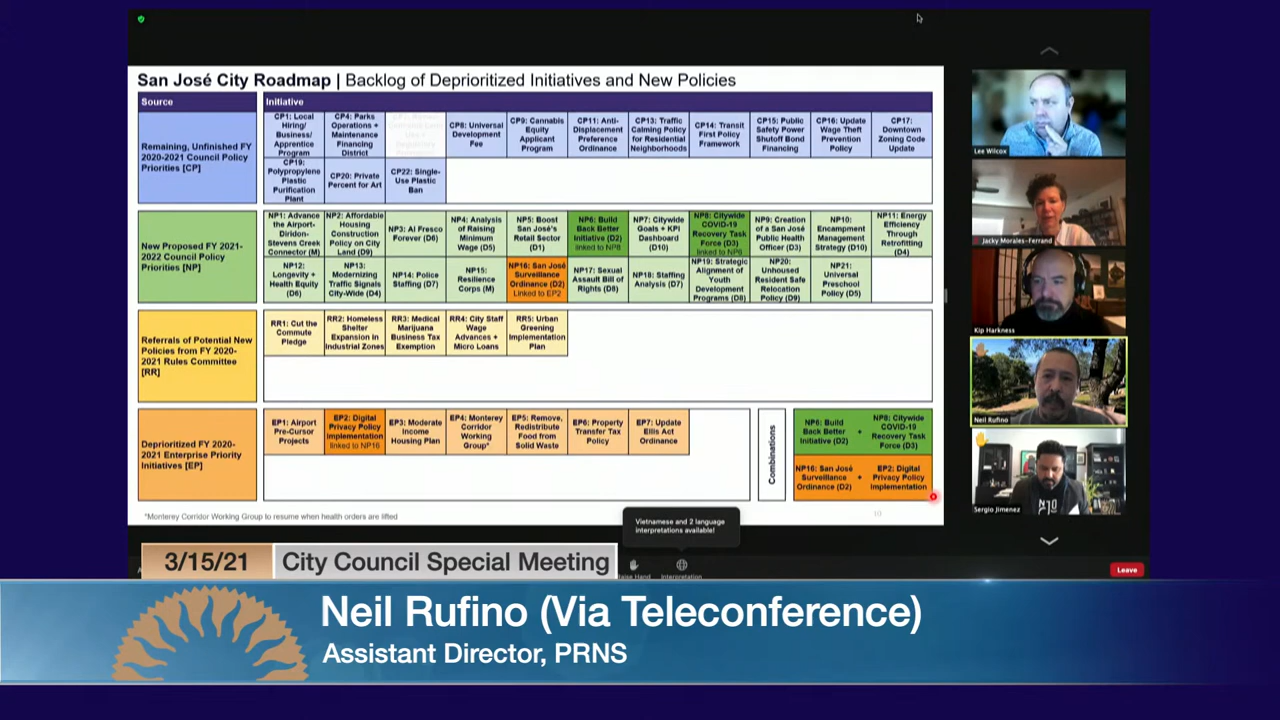 San José City Roadmap | Backlog of Deprioritized Initiatives and New Policies
Source
Initiative
Remaining, Unfinished FY
2020-2021 Council Policy
Priorities [CP]
CP1: Local
Hiring/
Business/
Apprentice
Program
CP4: Parks
Operations +
Maintenance
Financing
District
CP8: Universal
Development
Fee
CP9: Cannabis
Equity
Applicant
Program
CP11: Anti-
Displacement
Preference
Ordinance
CP13: Traffic
Calming Policy
for Residential
Neighborhoods
CP14: Transit
First Policy
Framework
CP15: Public
Safety Power
Shutoff Bond
Financing
CP16: Update
Wage Theft
Prevention
Policy
CP17:
Downtown
Zoning Code
Update
CP19:
Polypropylene
Plastic
Purification
Plant
CP20: Private
Percent for Art
CP22: Single-
Use Plastic
Ban
New Proposed FY 2021-
2022 Council Policy
Priorities [NP]
NP1: Advance
the Airport-
Diridon-
Stevens Creek
Connector (M)
NP2: Affordable
Housing
Construction
Policy on City
Land (D9)
NP3: Al Fresco
Forever (D6)
NP4: Analysis
of Raising
Minimum
Wage (D5)
NP5: Boost
San José's
Retail Sector
(D1)
NP6: Build
Back Better
Initiative (D2)
linked to NP8
NP7: Citywide
Goals + KPI
Dashboard
(D10)
NP8: Citywide
COVID-19
Recovery Task
Force (D3)
linked to NP6
NP9: Creation
of a San José
Public Health
Officer (D3)
NP10:
Encampment
Management
Strategy (D10)
NP11: Energy
Efficiency
Through
Retrofitting
(D4)
NP12:
Longevity +
Health Equity
(D6)
NP13:
Modernizing
Traffic Signals
City-Wide (D4)
NP14: Police
Staffing (D7)
NP15:
Resilience
Corps (M)
NP16: San José
Surveillance
Ordinance (D2)
Linked to EP2
NP17: Sexual
Assault Bill of
Rights (D8)
NP18: Staffing
Analysis (D7)
NP19: Strategic
Alignment of
Youth
Development
Programs (D8)
NP20:
Unhoused
Resident Safe
Relocation
Policy (D9)
NP21:
Universal
Preschool
Policy (D5)
Referrals of Potential New
Policies from FY 2020-
2021 Rules Committee
[RR]
RR1: Cut the
Commute
Pledge
RR2: Homeless
Shelter
Expansion in
Industrial Zones
RR3: Medical
Marijuana
Business Tax
Exemption
RR4: City Staff
Wage
Advances +
Micro Loans
RR5: Urban
Greening
Implementation
Plan
Deprioritized FY 2020-
2021 Enterprise Priority
Initiatives [EP]
EP1: Airport
Pre-Cursor
Projects
EP2: Digital
Privacy Policy
Implementation
linked to NP16
EP3: Moderate
Income
Housing Plan
EP4: Monterey
Corridor
Working
Group*
EP5: Remove,
Redistribute
Food from
Solid Waste
EP6: Property
Transfer Tax
Policy
EP7: Update
Ellis Act
Ordinance
Combinations
NP6: Build
Back Better
Initiative (D2)
+
NP8: Citywide
COVID-19
Recovery Task
Force (D3)
NP16: San José
Surveillance
Ordinance (D2)
+
EP2: Digital
Privacy Policy
Implementation
*Monterey Corridor Working Group to resume when health orders are lifted
10
Lee Wilcox
Jacky Morales-Ferrand
Kip Harkness
Neil Rufino
Sergio Jimenez
Vietnamese and 2 language
interpretations available!
Raise Hand
Interpretation
Leave
3/15/21
City Council Special Meeting
Neil Rufino (Via Teleconference)
Assistant Director, PRNS